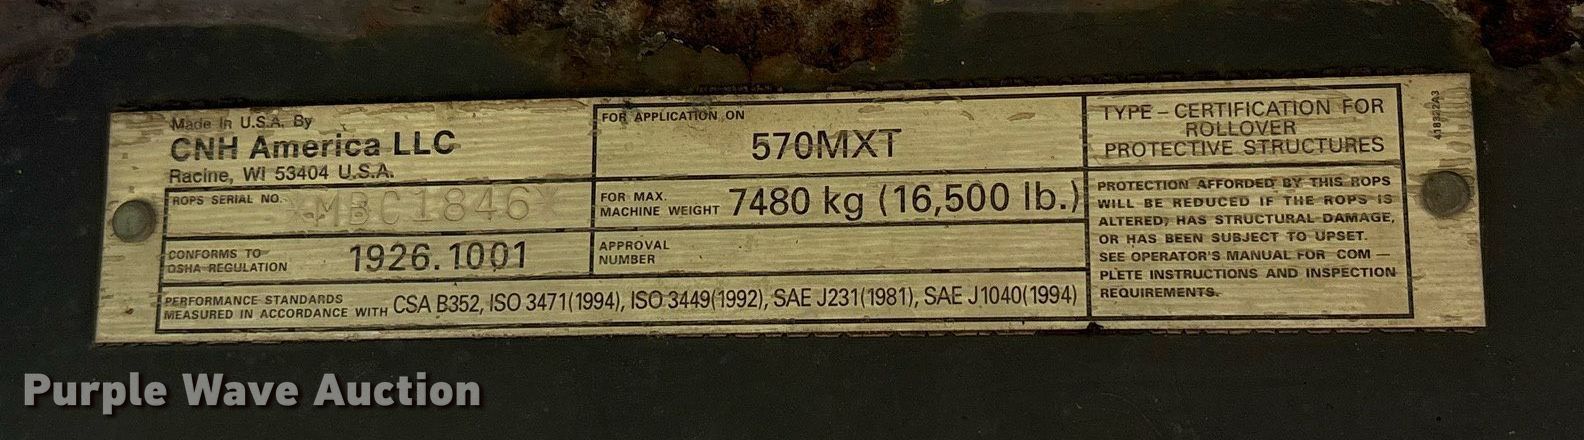 Made In U.S.A. By
CNH America LLC
Racine, WI 53404 U.S.A.
ROPS SERIAL NO. *MBC1846*
CONFORMS TO
OSHA REGULATION 1926.1001
FOR APPLICATION ON
570MXT
FOR MAX.
MACHINE WEIGHT 7480 kg (16,500 lb.)
APPROVAL
NUMBER
PERFORMANCE STANDARDS
MEASURED IN ACCORDANCE WITH CSA B352, ISO 3471(1994), ISO 3449(1992), SAE J231(1981), SAE J1040(1994)
TYPE – CERTIFICATION FOR
ROLLOVER
PROTECTIVE STRUCTURES
PROTECTION AFFORDED BY THIS ROPS
WILL BE REDUCED IF THE ROPS IS
ALTERED, HAS STRUCTURAL DAMAGE,
OR HAS BEEN SUBJECT TO UPSET.
SEE OPERATOR'S MANUAL FOR COM –
PLETE INSTRUCTIONS AND INSPECTION
REQUIREMENTS.
Purple Wave Auction